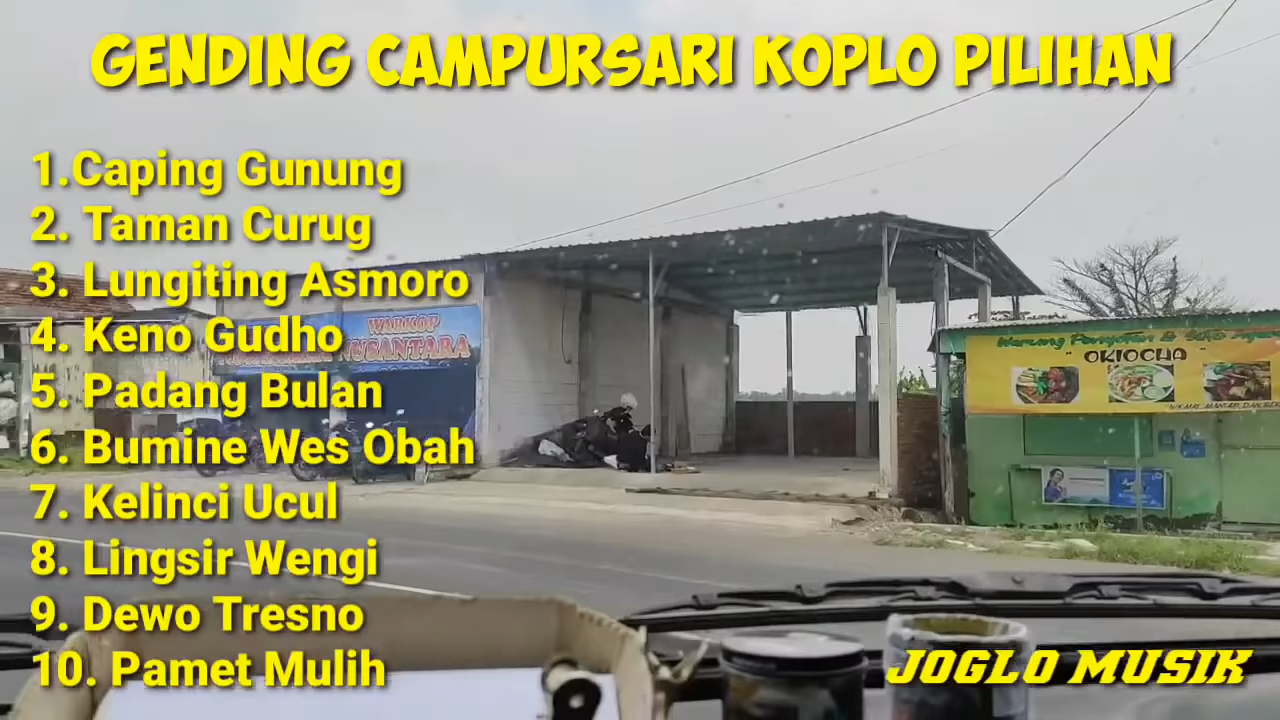 GENDING CAMPURSARI KOPLO PILIHAN
1.Caping Gunung
2. Taman Curug
3. Lungiting Asmoro
4. Keno Gudho
5. Padang Bulan
6. Bumine Wes Obah
7. Kelinci Ucul
8. Lingsir Wengi
9. Dewo Tresno
10. Pamet Mulih
WARKOP
NUSANTARA
Warung
" OKIOCHA "
JOGLO MUSIK